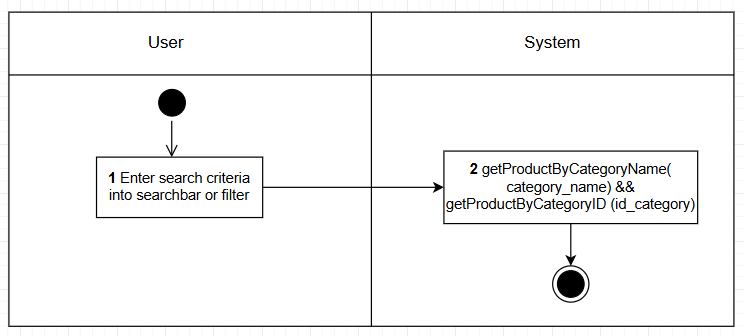 User
System
1 Enter search criteria
into searchbar or filter
2 getProductByCategoryName(
category_name) &&
getProductByCategoryID (id_category)